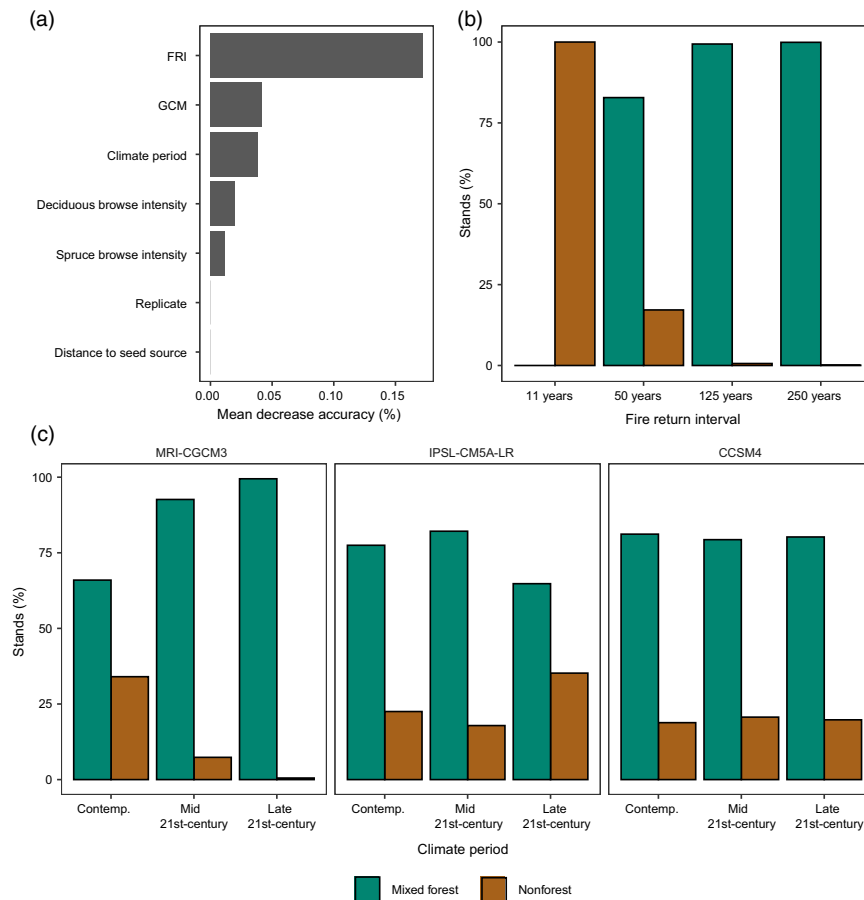 (a)
FRI
GCM
Climate period
Deciduous browse intensity
Spruce browse intensity
Replicate
Distance to seed source
0.00
0.05
0.10
0.15
Mean decrease accuracy (%)
(b)
100
75
50
25
0
Stands (%)
11 years
50 years
125 years
250 years
Fire return interval
(c)
MRI-CGCM3
IPSL-CM5A-LR
CCSM4
100
75
50
25
0
Stands (%)
Contemp.
Mid
21st-century
Late
21st-century
Contemp.
Mid
21st-century
Late
21st-century
Contemp.
Mid
21st-century
Late
21st-century
Climate period
Mixed forest
Nonforest